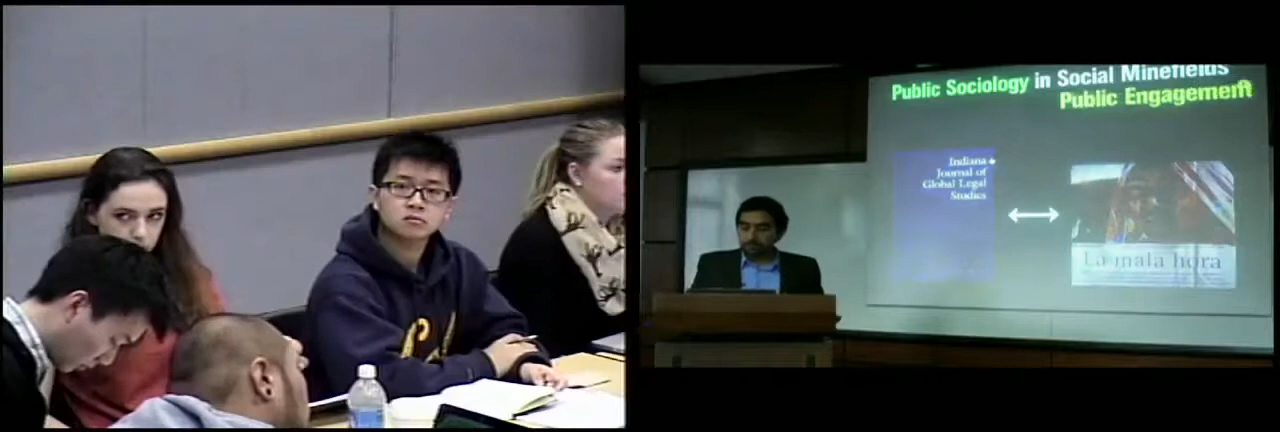 Public Sociology in Social Minefields
Public Engagement
Indiana
Journal of
Global Legal
Studies
La mala hora